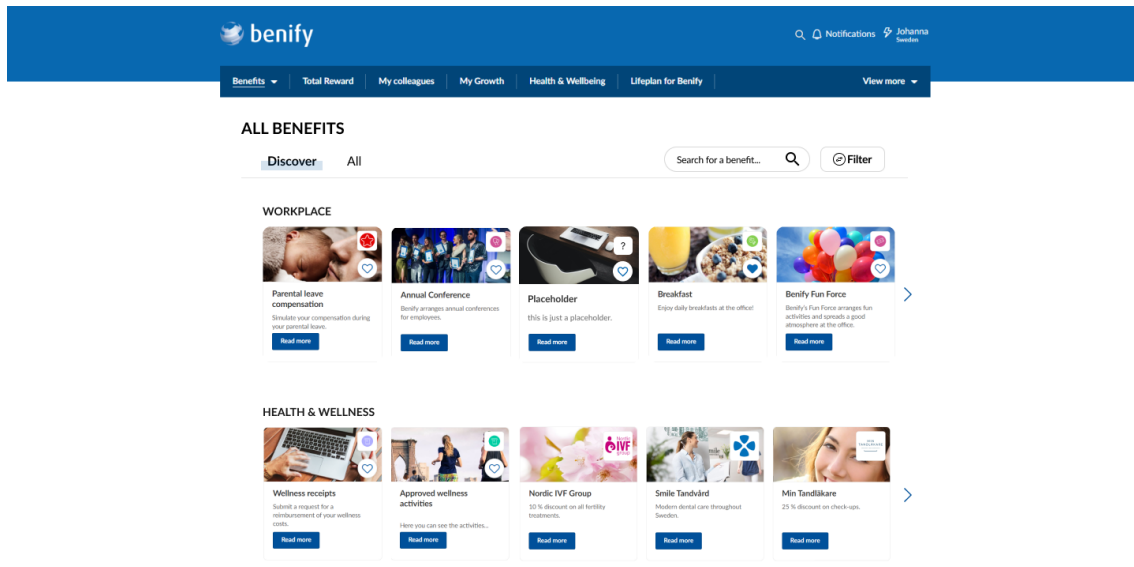 benify
Notifications
Johanna
Sweden
Benefits
Total Reward
My colleagues
My Growth
Health & Wellbeing
Lifeplan for Benify
View more
ALL BENEFITS
Discover
All
Search for a benefit...
Filter
WORKPLACE
?
Parental leave
compensation
Simulate your compensation during
your parental leave.
Read more
Annual Conference
Benify arranges annual conferences
for employees.
Read more
Placeholder
this is just a placeholder.
Read more
Breakfast
Enjoy daily breakfasts at the office!
Read more
Benify Fun Force
Benify's Fun Force arranges fun
activities and spreads a good
atmosphere at the office.
Read more
HEALTH & WELLNESS
Wellness receipts
Submit a request for a
reimbursement of your wellness
costs.
Read more
Approved wellness
activities
Here you can see the activities...
Read more
Nordic
IVF
group
Nordic IVF Group
10 % discount on all fertility
treatments.
Read more
Smile Tandvård
Modern dental care throughout
Sweden.
Read more
MIN
TANDLÄKARE
Min Tandläkare
25 % discount on check-ups.
Read more